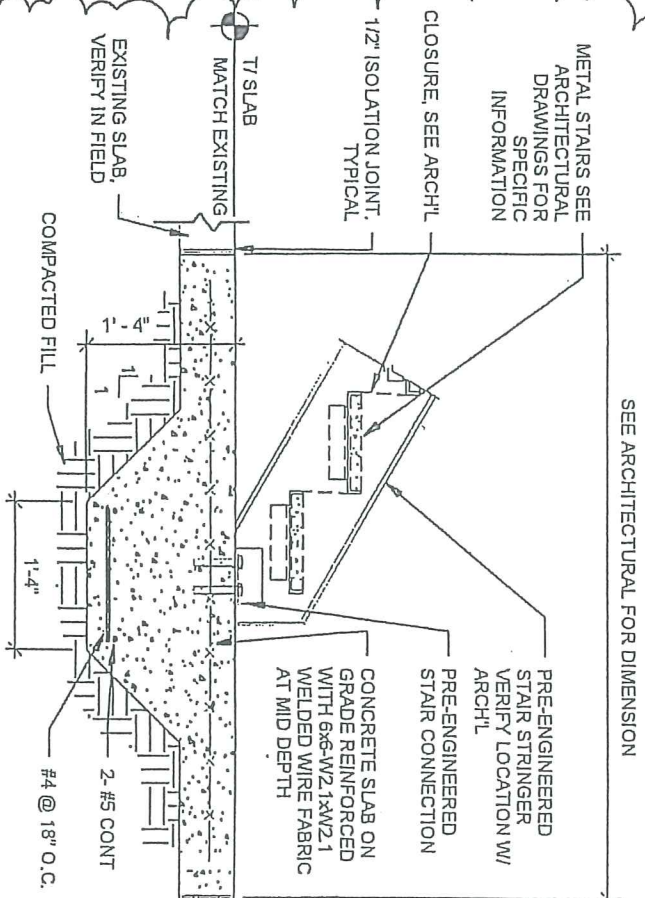 SEE ARCHITECTURAL FOR DIMENSION
METAL STAIRS SEE
ARCHITECTURAL
DRAWINGS FOR
SPECIFIC
INFORMATION
CLOSURE, SEE ARCH'L
1/2" ISOLATION JOINT,
TYPICAL
T/ SLAB
MATCH EXISTING
EXISTING SLAB,
VERIFY IN FIELD
COMPACTED FILL
1' - 4"
1
1
1'-4"
PRE-ENGINEERED
STAIR STRINGER
VERIFY LOCATION W/
ARCH'L
PRE-ENGINEERED
STAIR CONNECTION
CONCRETE SLAB ON
GRADE REINFORCED
WITH 6x6-W2.1xW2.1
WELDED WIRE FABRIC
AT MID DEPTH
2- #5 CONT
#4 @ 18" O.C.